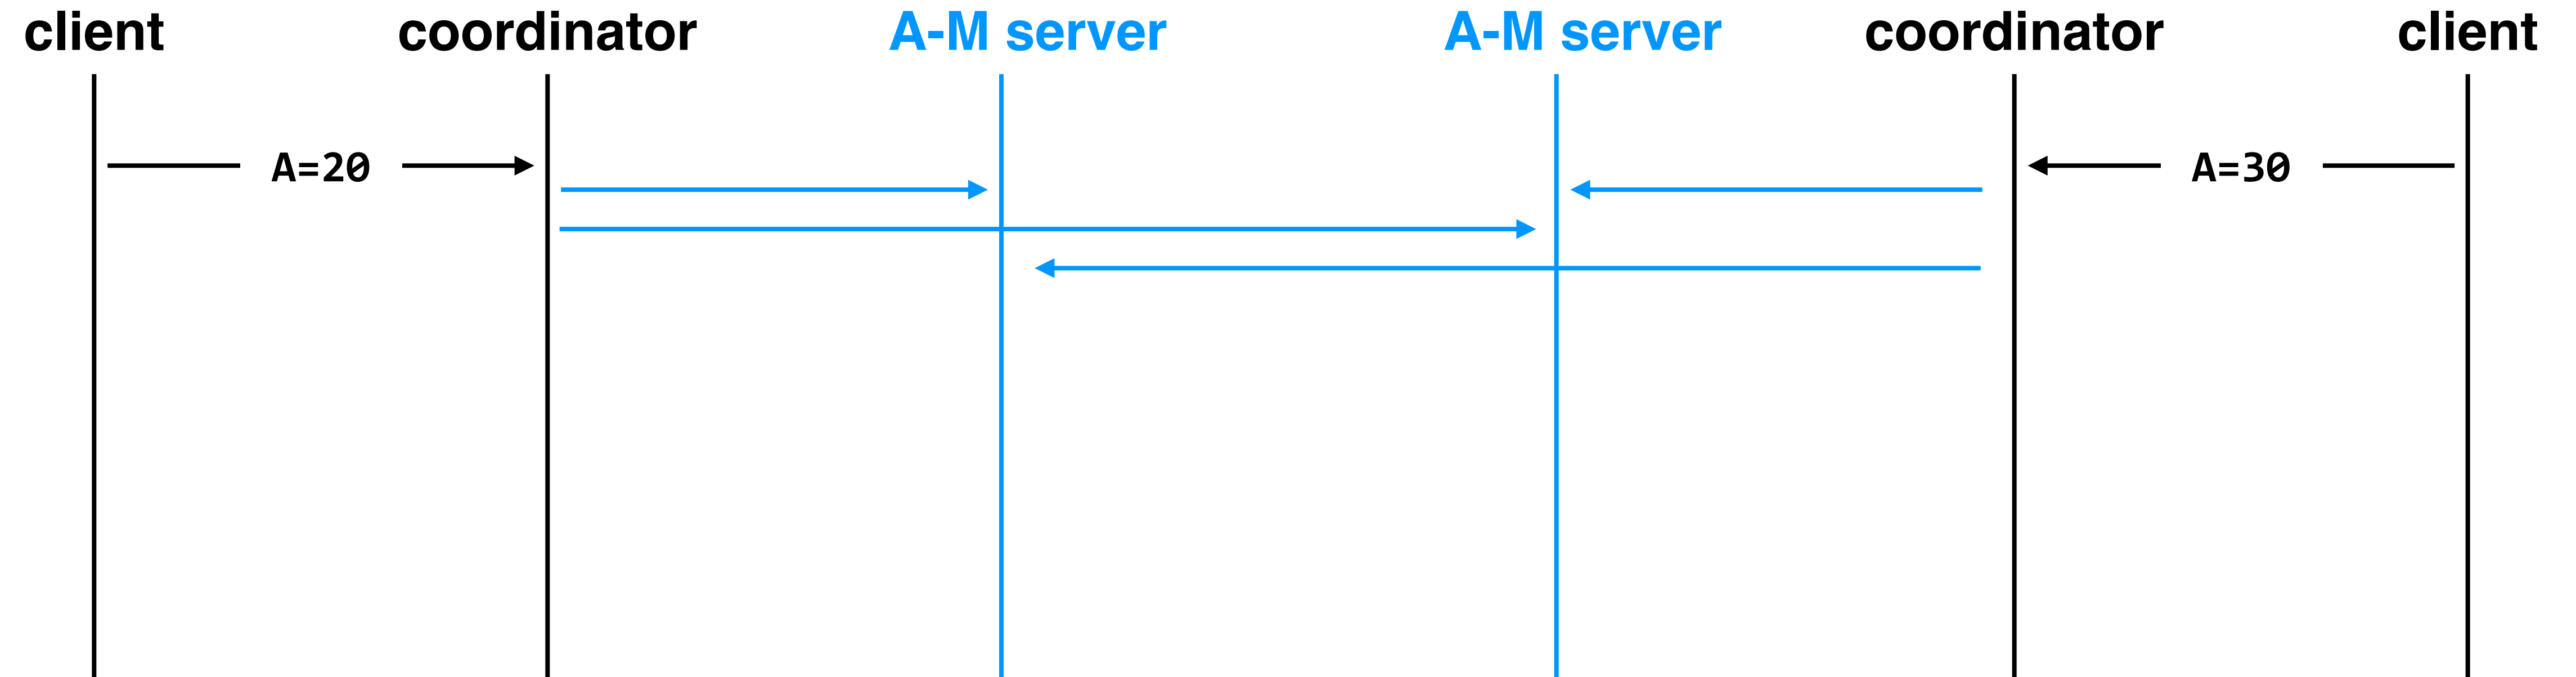 client coordinator A-M server A-M server coordinator client
A=20 A=30